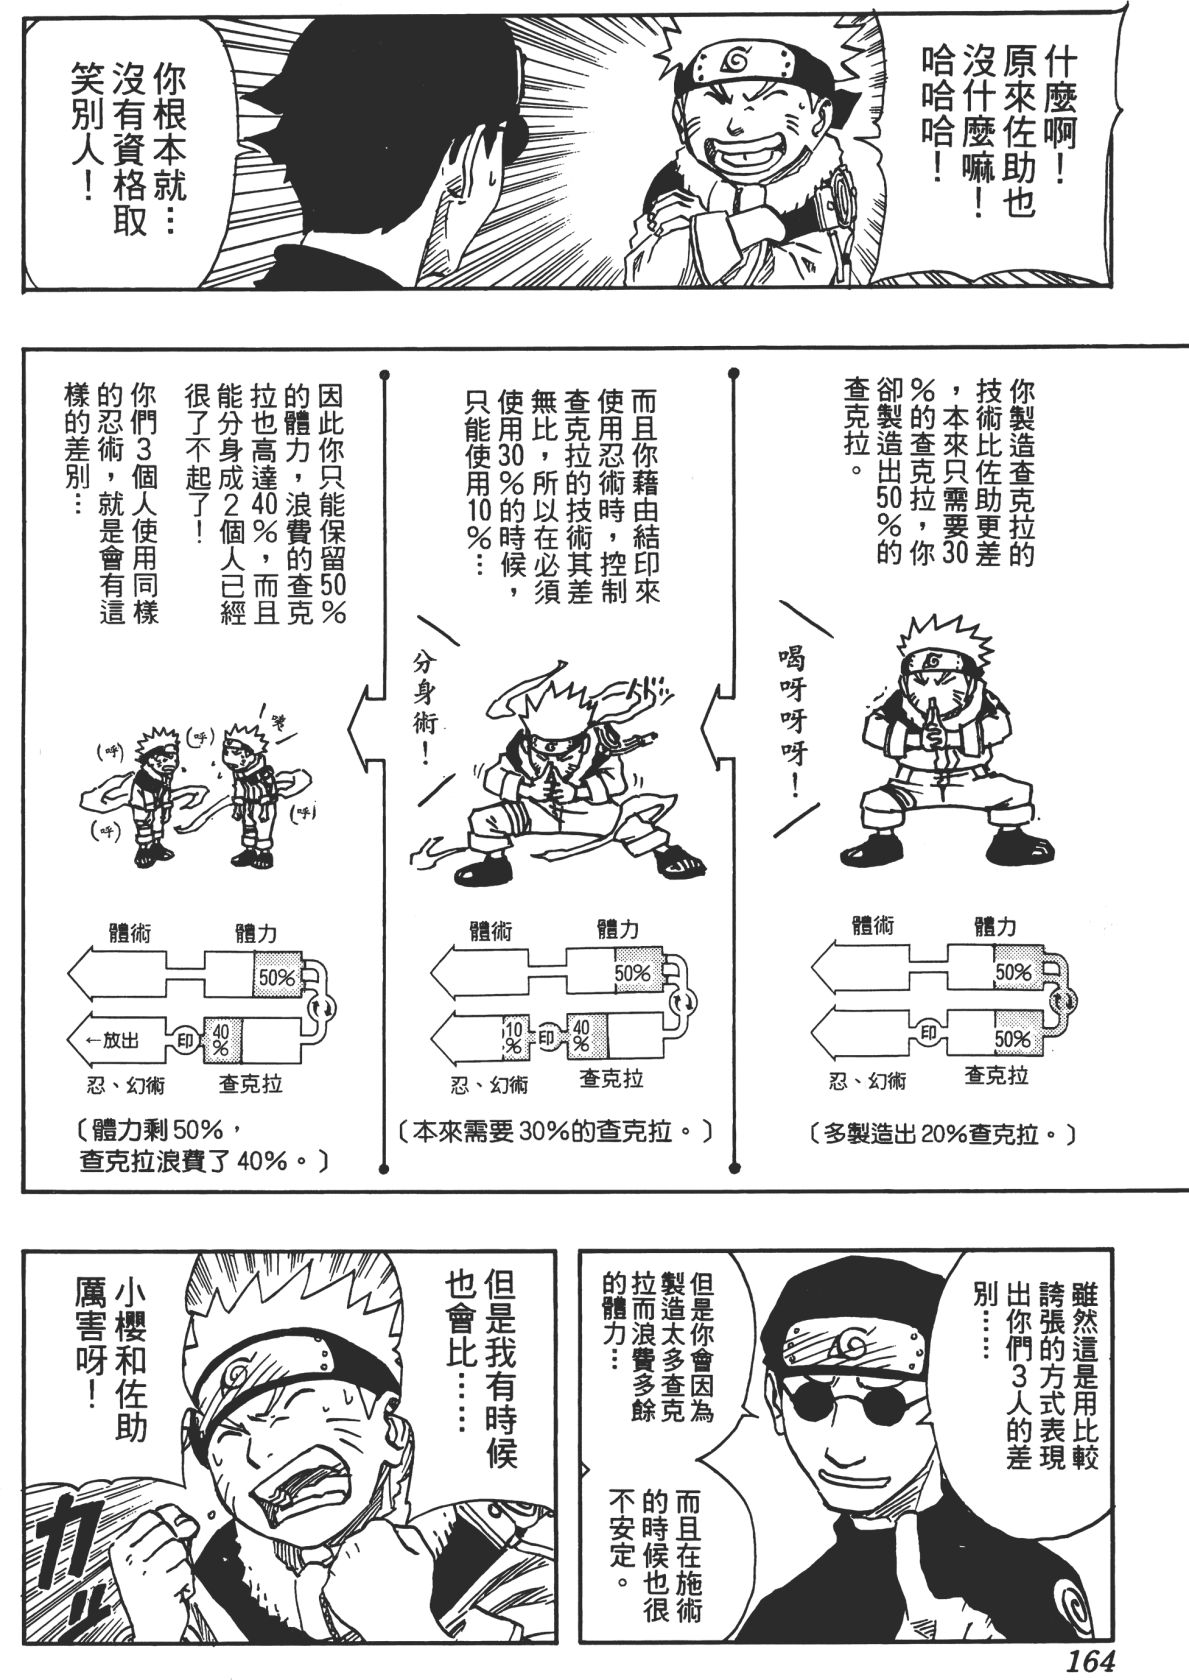 什麼啊！
原來佐助也
沒什麼嘛！
哈哈哈！
你根本就…
沒有資格取
笑別人！
你製造查克拉的
技術比佐助更差
，本來只需要30
%的查克拉，你
卻製造出50%的
查克拉。
喝呀呀呀！
體術
體力
50%
印
50%
忍、幻術
查克拉
（多製造出20%查克拉。）
而且你藉由結印來
使用忍術時，控制
查克拉的技術其差
無比，所以在必須
使用30%的時候，
只能使用10%…
分身術！
體術
體力
50%
10%
印
40%
忍、幻術
查克拉
（本來需要30%的查克拉。）
因此你只能保留50%
的體力，浪費的查克
拉也高達40%，而且
能分身成2個人已經
很了不起了！
你們3個人使用同樣
的忍術，就是會有這
樣的差別…
(呼)
(呼)
(呼)
(呼)
體術
體力
50%
←放出
印
40%
忍、幻術
查克拉
（體力剩50%，
查克拉浪費了40%。）
雖然這是用比較
誇張的方式表現
出你們3人的差
別……
但是你會因為
製造太多查克
拉而浪費多餘
的體力…
而且在施術
的時候也很
不安定。
但是我有時候
也會比……
小櫻和佐助
厲害呀！
164